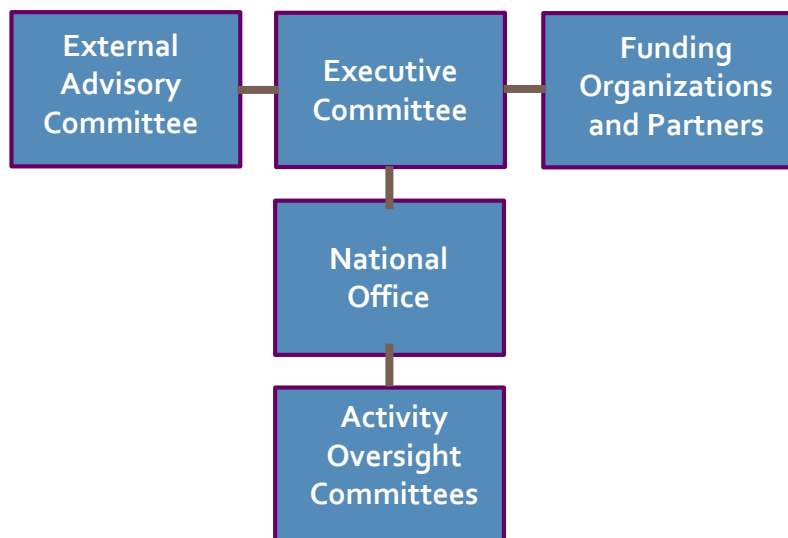 External
Advisory
Committee
Executive
Committee
Funding
Organizations
and Partners
National
Office
Activity
Oversight
Committees